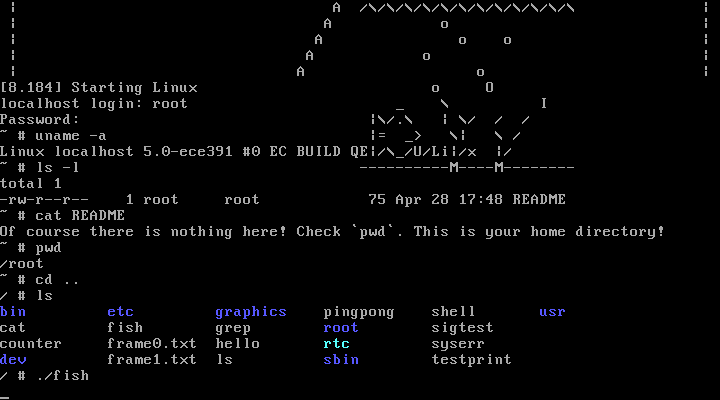 ¦ A /\/\/\/\/\/\/\/\/\/\/\/\/ ¦
¦ A o
¦ A o o ¦
¦ A o ¦
¦ A o ¦
[8.184] Starting Linux o O
localhost login: root _ \ I
Password: ¦\/.\ ¦ \/ / /
~ # uname -a ¦= _> \¦ \ /
Linux localhost 5.0-ece391 #0 EC BUILD QE¦/\_/U/Li¦/x ¦/
~ # ls -l ----------M----M--------
total 1
-rw-r--r-- 1 root root 75 Apr 28 17:48 README
~ # cat README
Of course there is nothing here! Check `pwd`. This is your home directory!
~ # pwd
/root
~ # cd ..
/ # ls
bin etc graphics pingpong shell usr
cat fish grep root sigtest
counter frame0.txt hello rtc syserr
dev frame1.txt ls sbin testprint
/ # ./fish
_